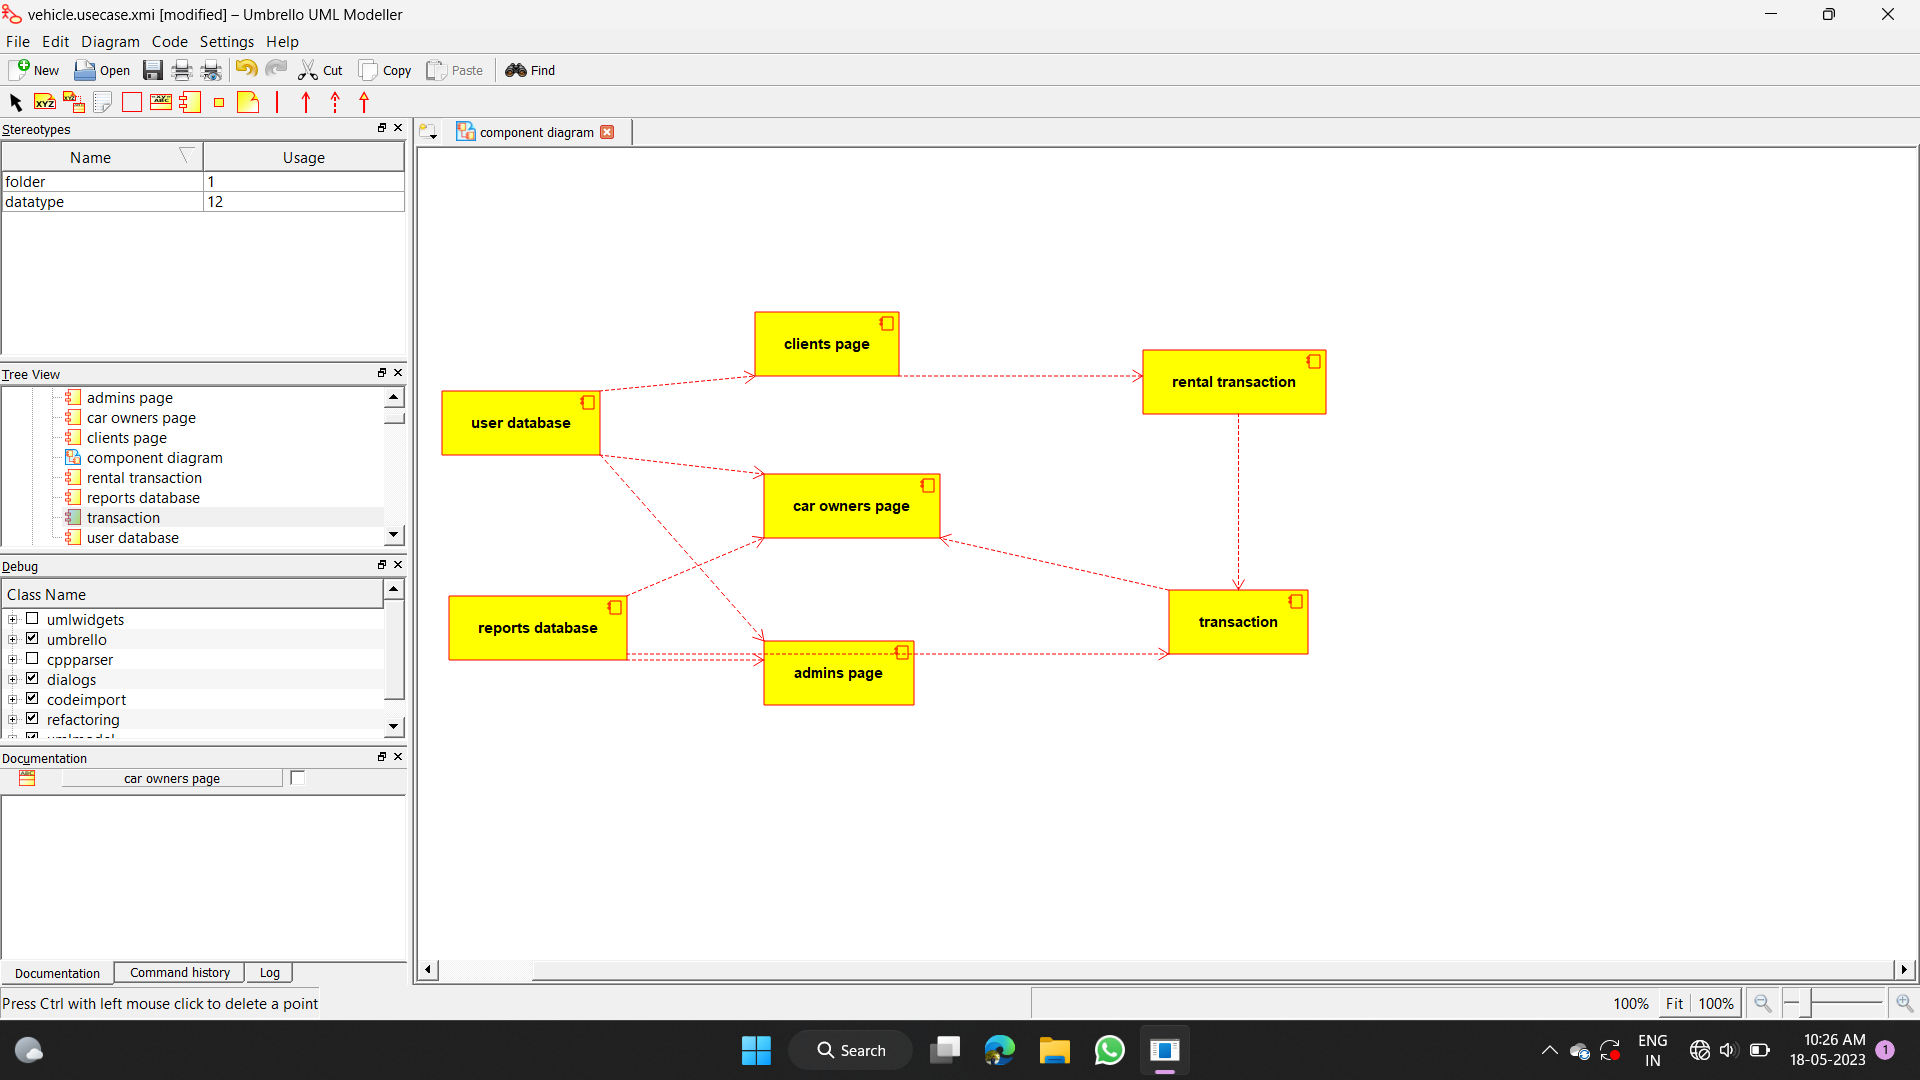 vehicle.usecase.xmi [modified] – Umbrello UML Modeller
File Edit Diagram Code Settings Help
New Open Cut Copy Paste Find
XYZ XYZ ABC
Stereotypes
component diagram
Name Usage
folder 1
datatype 12
Tree View
admins page
car owners page
clients page
component diagram
rental transaction
reports database
transaction
user database
Debug
Class Name
umlwidgets
umbrello
cppparser
dialogs
codeimport
refactoring
umlmodel
Documentation
car owners page
Documentation Command history Log
Press Ctrl with left mouse click to delete a point
clients page
rental transaction
user database
car owners page
reports database
transaction
admins page
100% Fit 100%
Search
ENG
IN
10:26 AM
18-05-2023
1